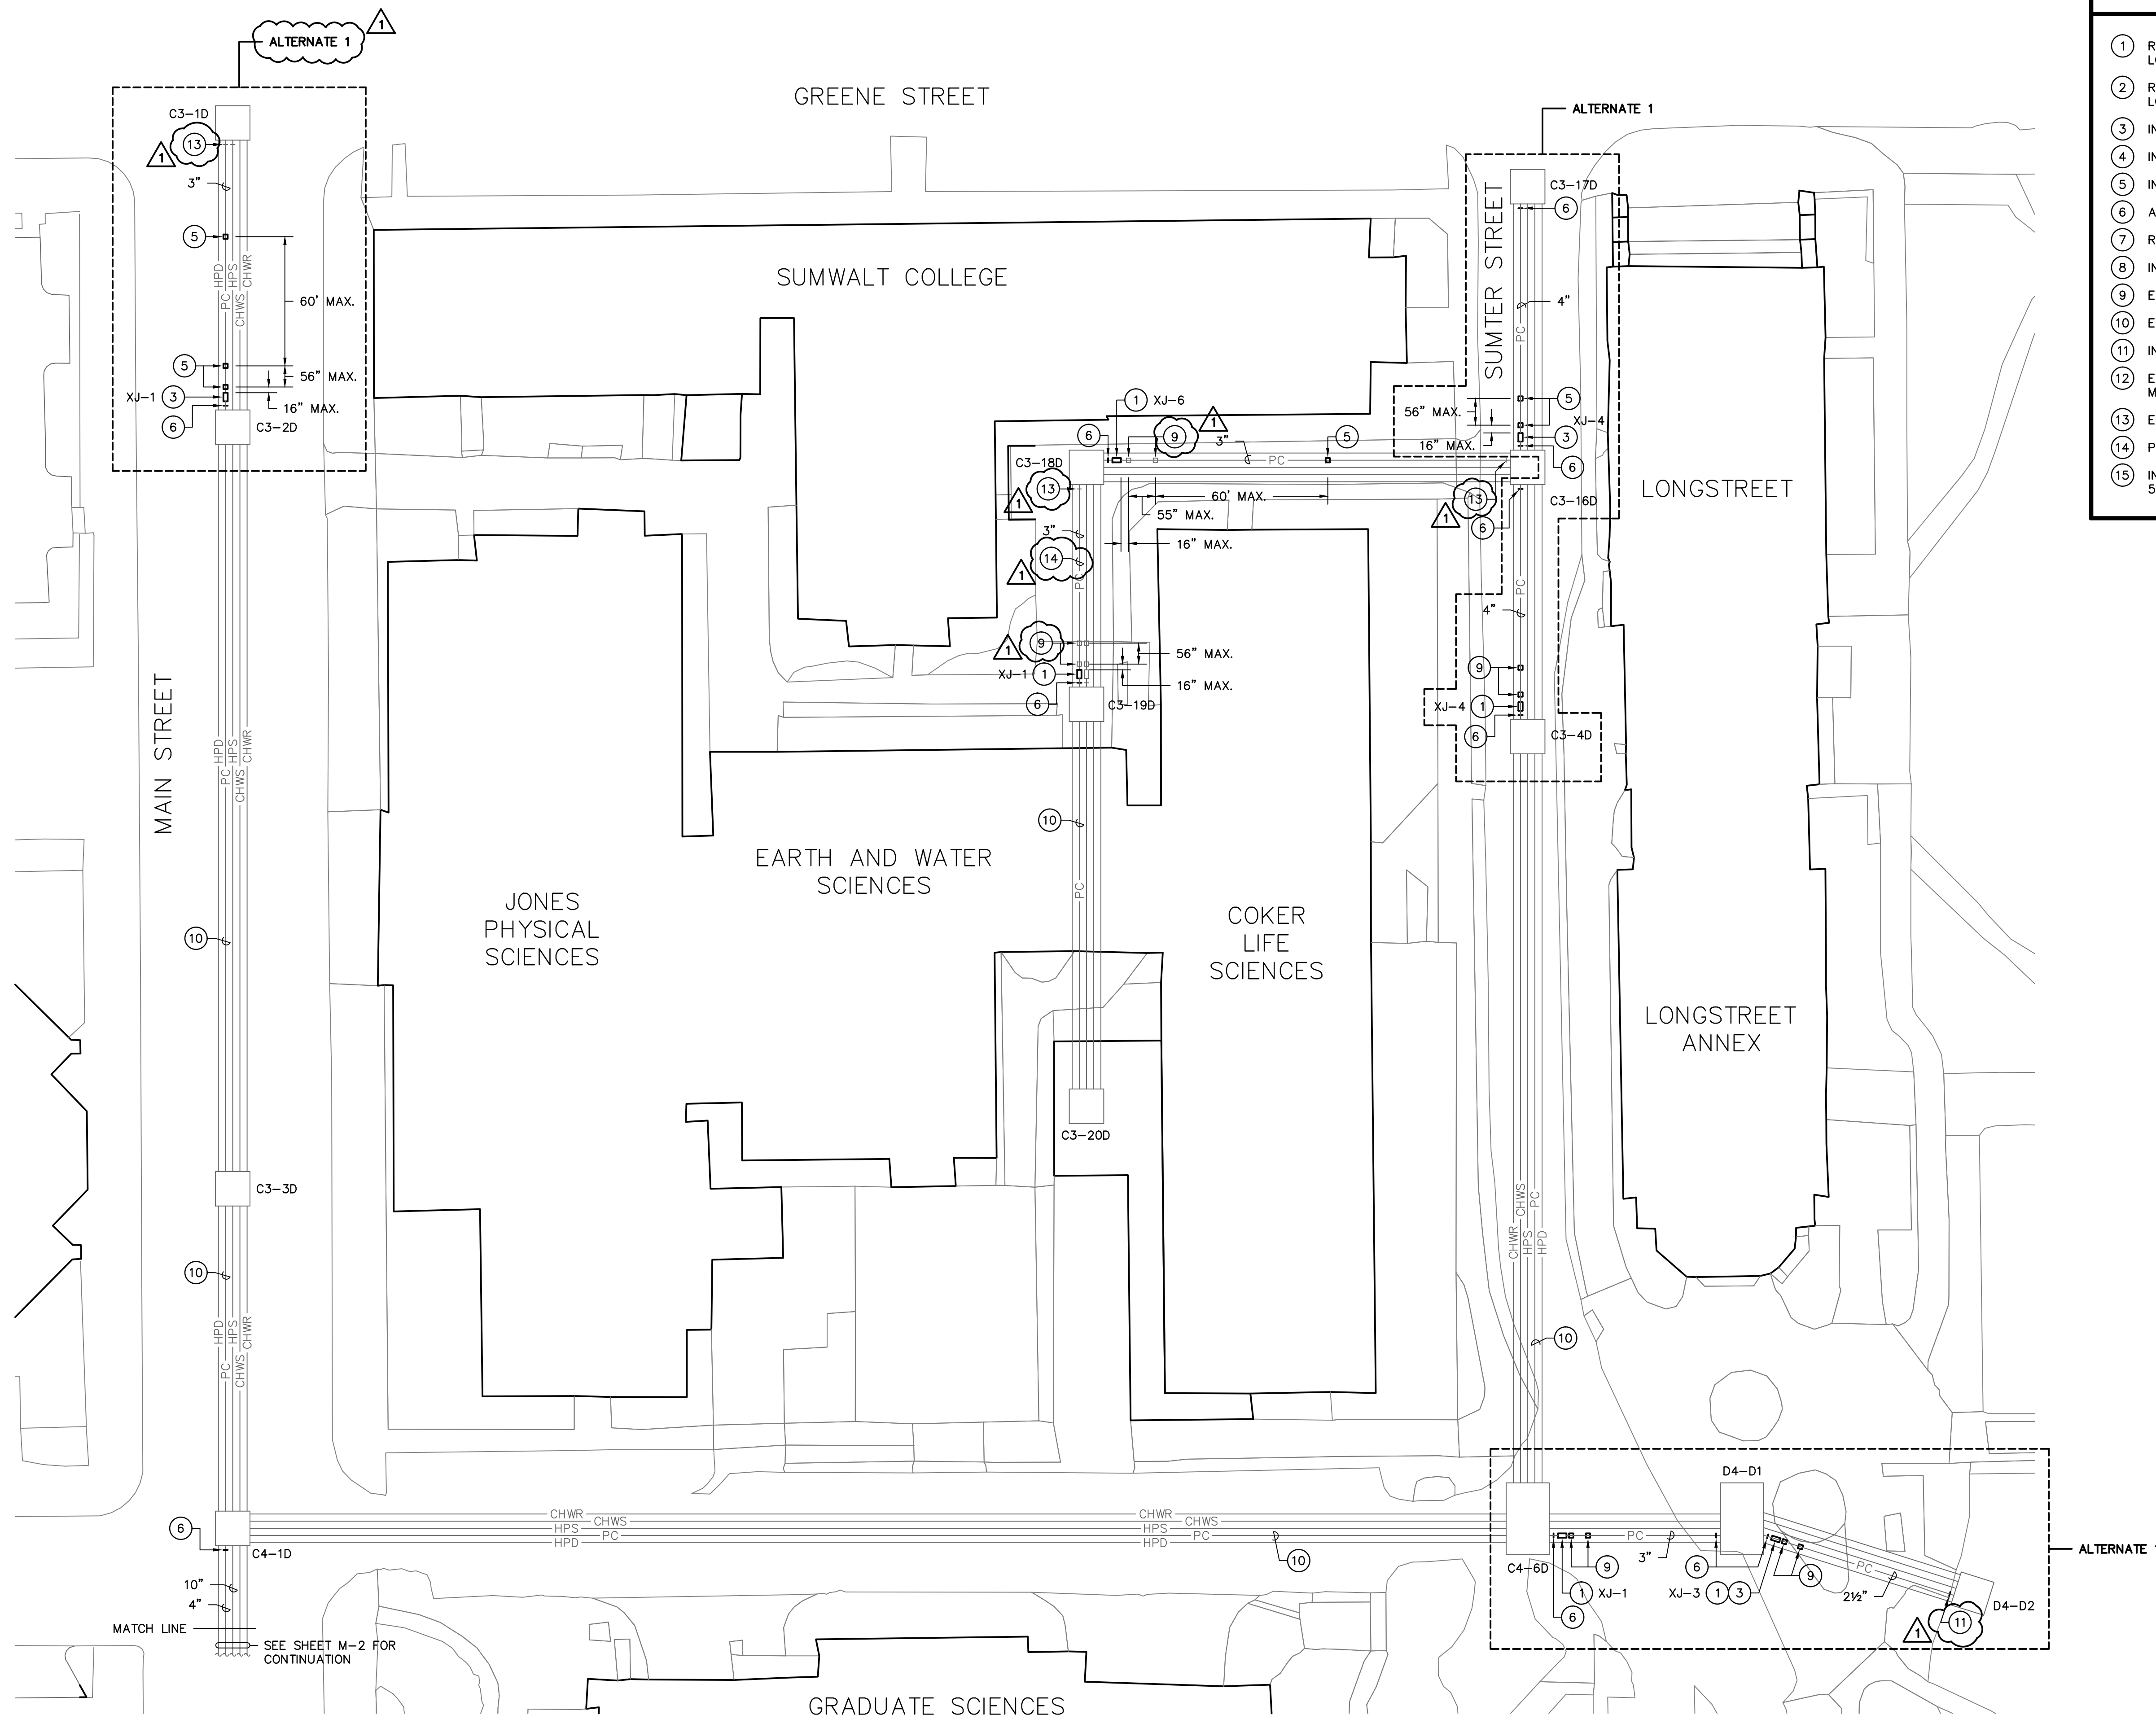 ALTERNATE 1
1
GREENE STREET
ALTERNATE 1
C3-1D
13
1
3"
5
HPD
PC
HPS
CHWS
CHWR
60' MAX.
5
56" MAX.
XJ-1 3
16" MAX.
6
C3-2D
SUMWALT COLLEGE
SUMTER STREET
C3-17D
6
4"
PC
5
56" MAX.
XJ-4
16" MAX.
3
6
6
C3-16D
13
1
6
1 XJ-6
6
9
1
3"
5
PC
C3-18D
13
1
60' MAX.
55" MAX.
16" MAX.
3"
14
1
PC
9
1
56" MAX.
XJ-1 1
16" MAX.
6
C3-19D
LONGSTREET
PC
4"
9
XJ-4 1
6
C3-4D
MAIN STREET
HPD
PC
HPS
CHWS
CHWR
10
JONES
PHYSICAL
SCIENCES
EARTH AND WATER
SCIENCES
10
PC
COKER
LIFE
SCIENCES
LONGSTREET
ANNEX
C3-20D
C3-3D
10
HPD
PC
HPS
CHWS
CHWR
CHWR
CHWS
HPS
PC
HPD
10
6
C4-1D
10"
4"
MATCH LINE
SEE SHEET M-2 FOR
CONTINUATION
CHWR
CHWS
HPS
PC
HPD
CHWR
CHWS
HPS
PC
HPD
10
D4-D1
C4-6D
PC
3"
9
1 XJ-1
6
6
XJ-3 1 3
9
PC
2½"
D4-D2
11
1
ALTERNATE
GRADUATE SCIENCES
1
2
3
4
5
6
7
8
9
10
11
12
13
14
15